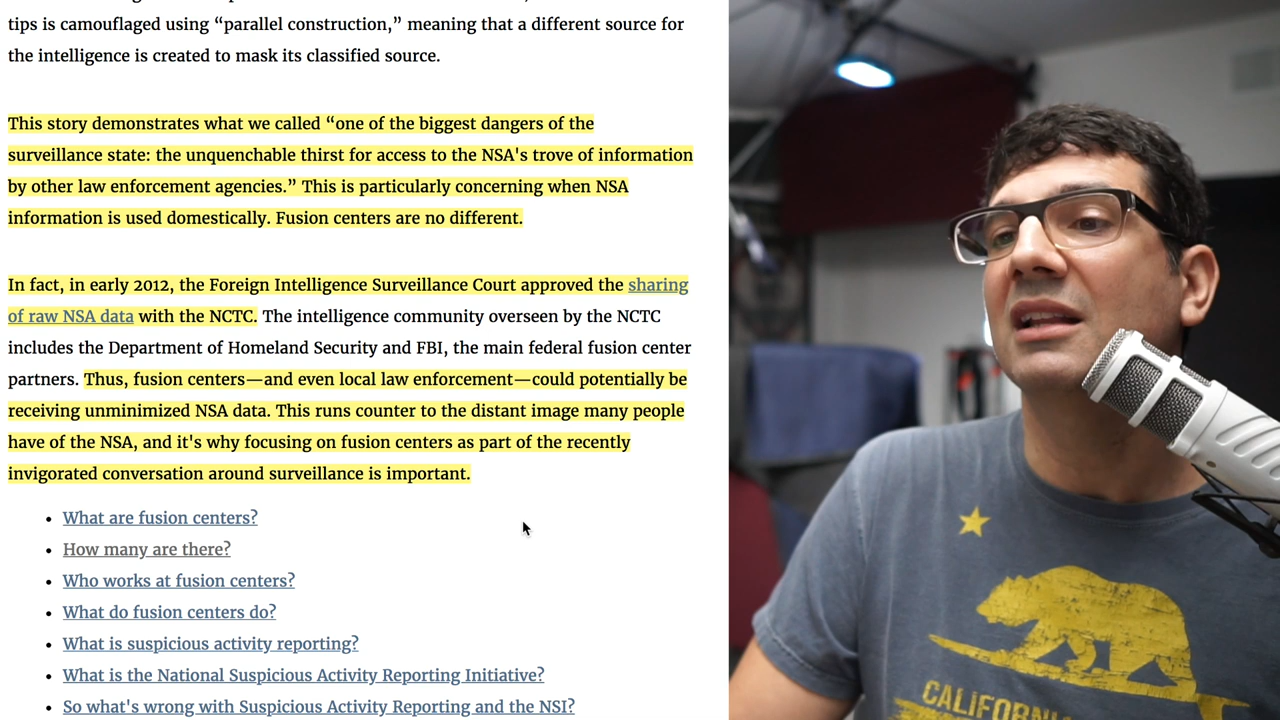 tips is camouflaged using “parallel construction,” meaning that a different source for
the intelligence is created to mask its classified source.
This story demonstrates what we called “one of the biggest dangers of the
surveillance state: the unquenchable thirst for access to the NSA's trove of information
by other law enforcement agencies.” This is particularly concerning when NSA
information is used domestically. Fusion centers are no different.
In fact, in early 2012, the Foreign Intelligence Surveillance Court approved the sharing
of raw NSA data with the NCTC. The intelligence community overseen by the NCTC
includes the Department of Homeland Security and FBI, the main federal fusion center
partners. Thus, fusion centers—and even local law enforcement—could potentially be
receiving unminimized NSA data. This runs counter to the distant image many people
have of the NSA, and it's why focusing on fusion centers as part of the recently
invigorated conversation around surveillance is important.
• What are fusion centers?
• How many are there?
• Who works at fusion centers?
• What do fusion centers do?
• What is suspicious activity reporting?
• What is the National Suspicious Activity Reporting Initiative?
• So what's wrong with Suspicious Activity Reporting and the NSI?